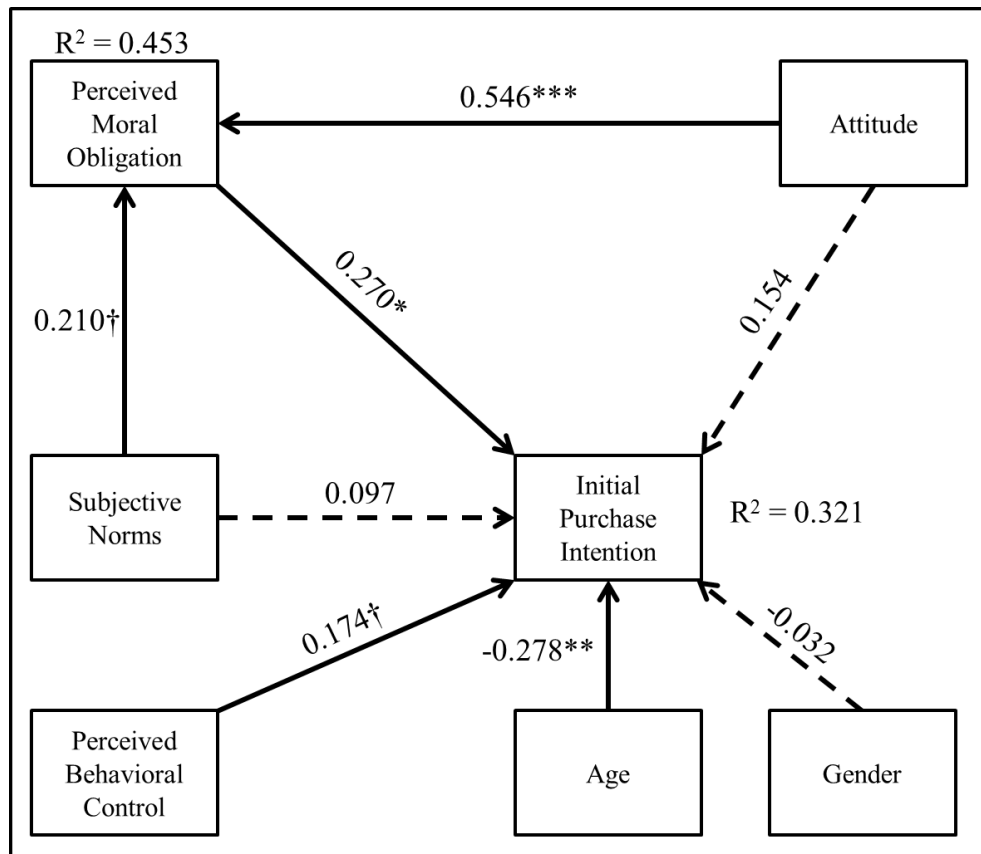 R² = 0.453
Perceived
Moral
Obligation
0.546***
Attitude
0.270*
0.154
0.210†
Subjective
Norms
0.097
Initial
Purchase
Intention
R² = 0.321
0.174†
-0.278**
-0.032
Perceived
Behavioral
Control
Age
Gender